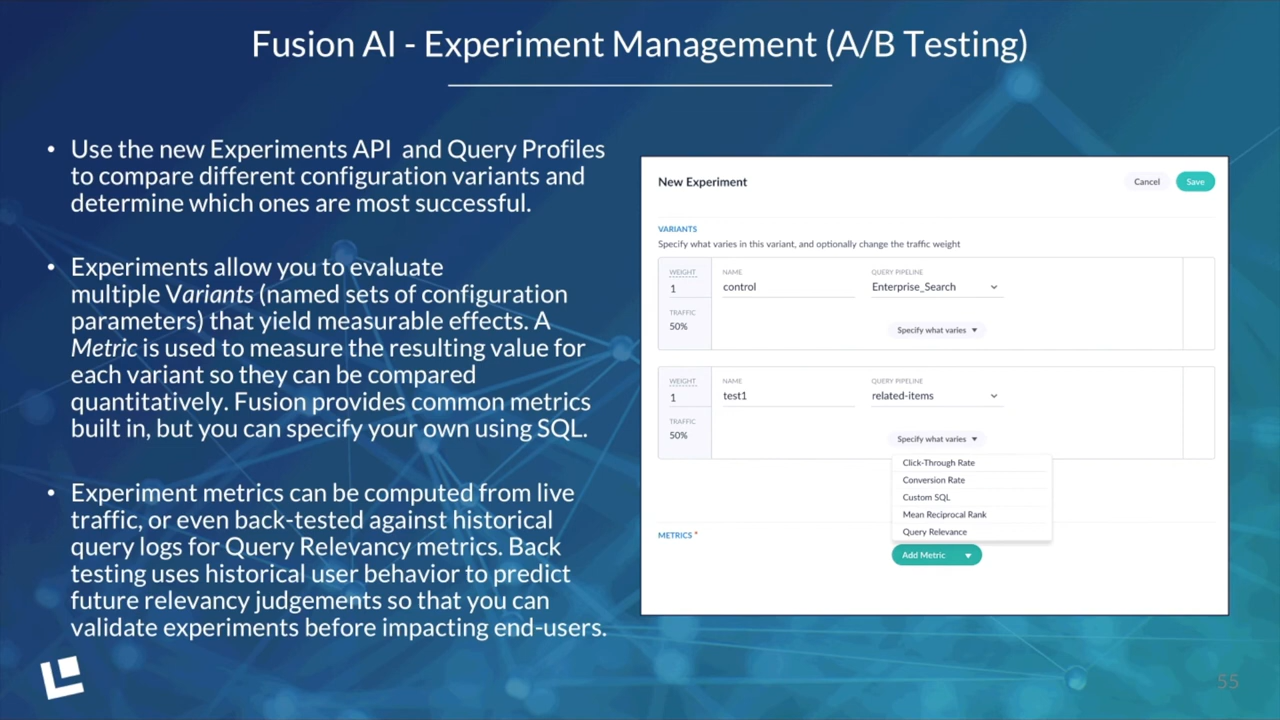 Fusion AI - Experiment Management (A/B Testing)
• Use the new Experiments API and Query Profiles
to compare different configuration variants and
determine which ones are most successful.
• Experiments allow you to evaluate
multiple Variants (named sets of configuration
parameters) that yield measurable effects. A
Metric is used to measure the resulting value for
each variant so they can be compared
quantitatively. Fusion provides common metrics
built in, but you can specify your own using SQL.
• Experiment metrics can be computed from live
traffic, or even back-tested against historical
query logs for Query Relevancy metrics. Back
testing uses historical user behavior to predict
future relevancy judgements so that you can
validate experiments before impacting end-users.
New Experiment
Cancel
Save
VARIANTS
Specify what varies in this variant, and optionally change the traffic weight
WEIGHT
1
TRAFFIC
50%
NAME
control
QUERY PIPELINE
Enterprise_Search
Specify what varies
WEIGHT
1
TRAFFIC
50%
NAME
test1
QUERY PIPELINE
related-items
Specify what varies
Click-Through Rate
Conversion Rate
Custom SQL
Mean Reciprocal Rank
Query Relevance
METRICS *
Add Metric
55